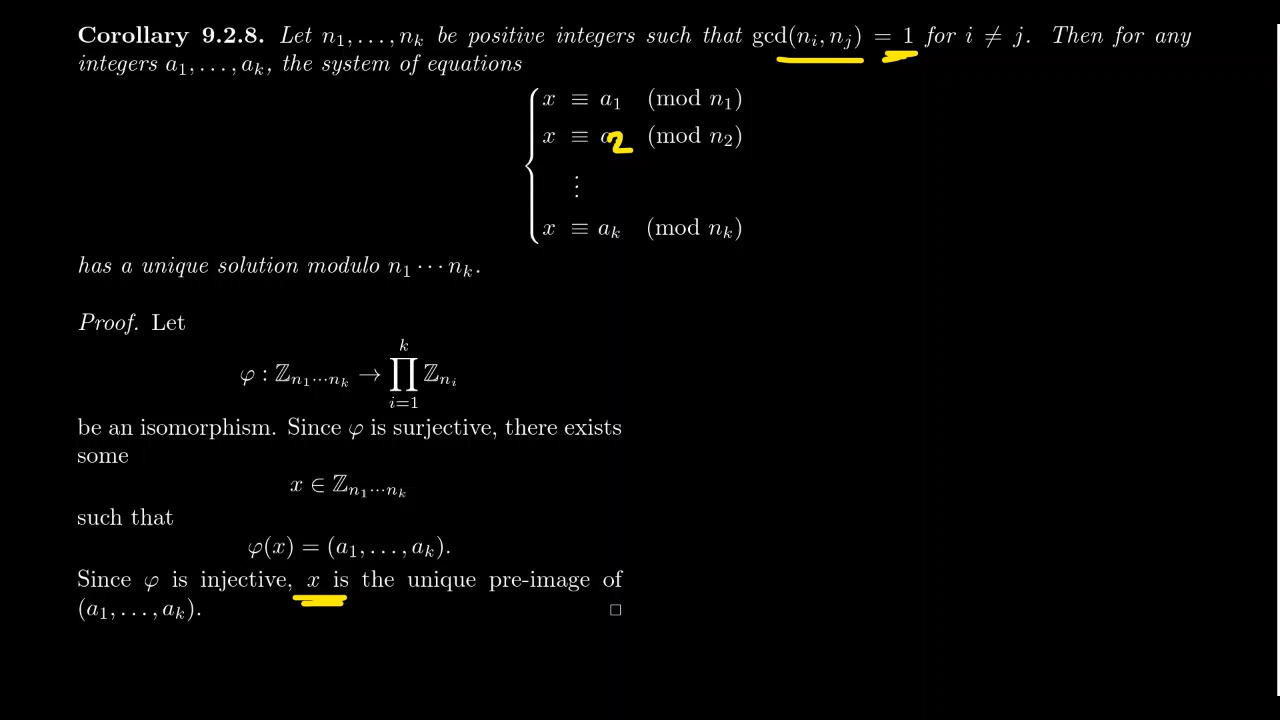 Corollary 9.2.8. Let n₁, . . . , nₖ be positive integers such that gcd(nᵢ, nⱼ) = 1 for i ≠ j. Then for any
integers a₁, . . . , aₖ, the system of equations
x ≡ a₁ (mod n₁)
x ≡ a2 (mod n₂)
⋮
x ≡ aₖ (mod nₖ)
has a unique solution modulo n₁ ⋯ nₖ.
Proof. Let
φ : ℤₙ₁⋯ₙₖ → ∏ᵢ₌₁ᵏ ℤₙᵢ
be an isomorphism. Since φ is surjective, there exists
some
x ∈ ℤₙ₁⋯ₙₖ
such that
φ(x) = (a₁, . . . , aₖ).
Since φ is injective, x is the unique pre-image of
(a₁, . . . , aₖ). □